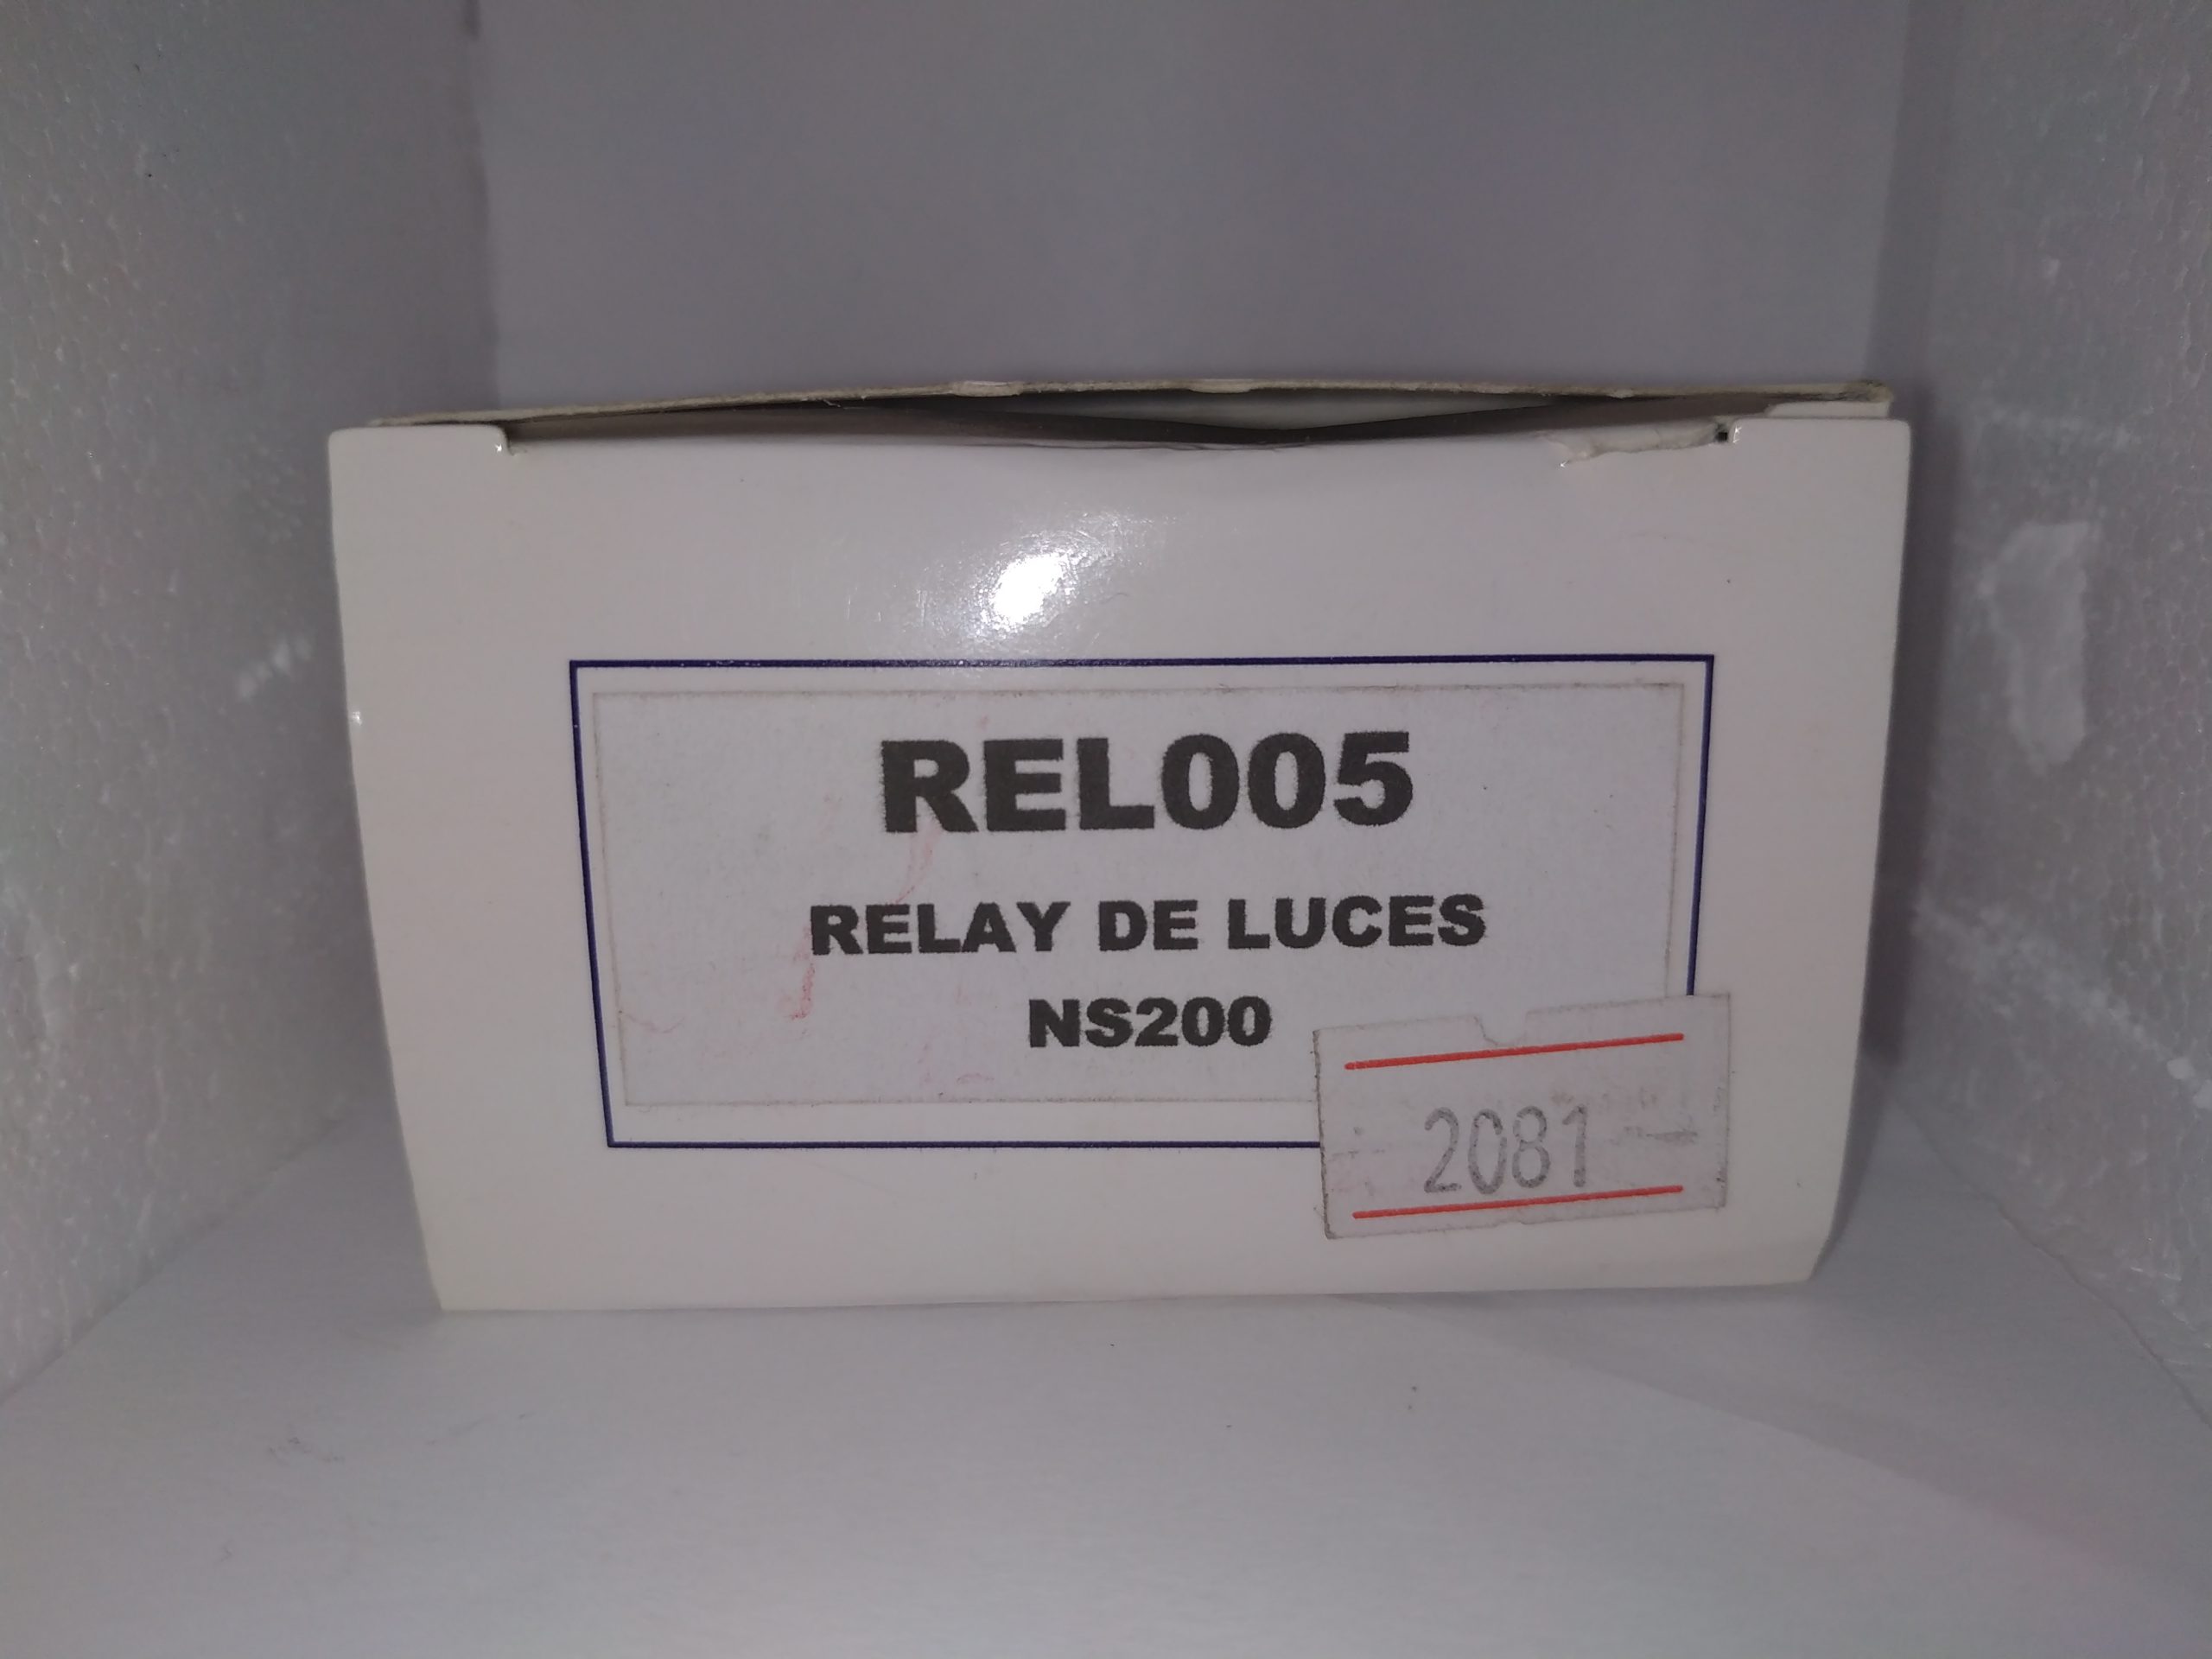 REL005
RELAY DE LUCES
NS200
2081